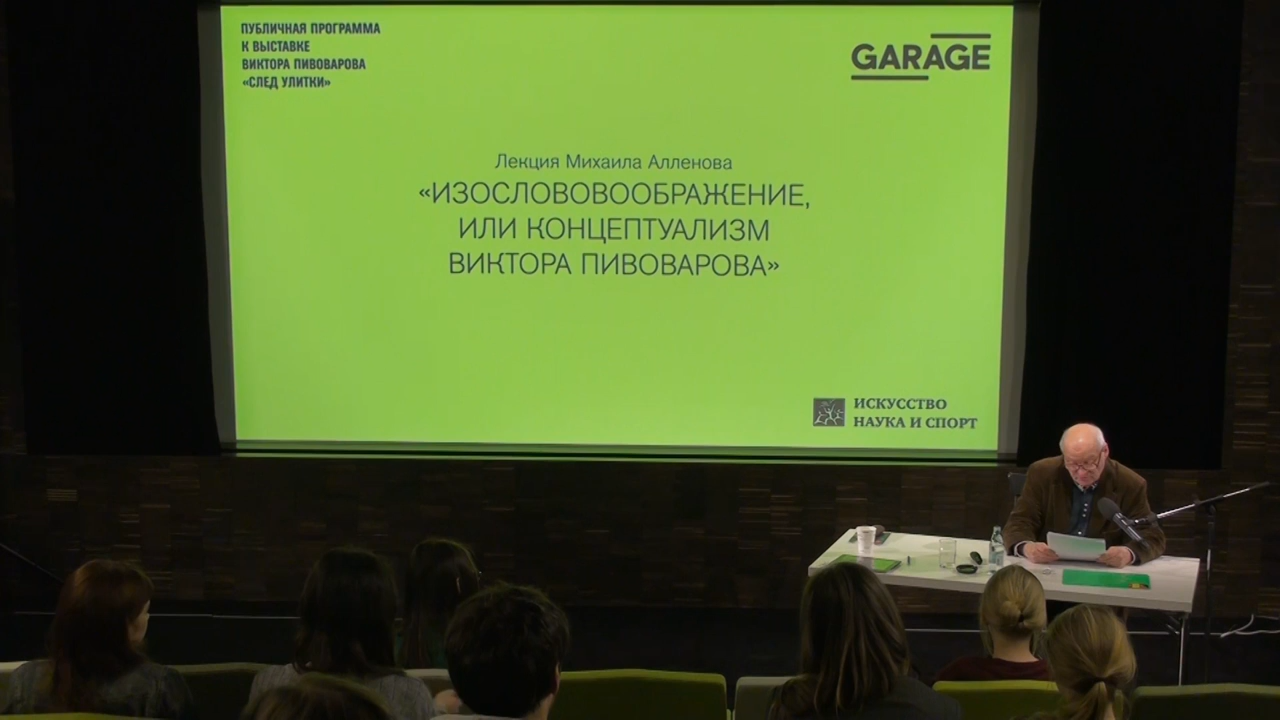 ПУБЛИЧНАЯ ПРОГРАММА
К ВЫСТАВКЕ
ВИКТОРА ПИВОВАРОВА
«СЛЕД УЛИТКИ»
GARAGE
Лекция Михаила Алленова
«ИЗОСЛОВОВООБРАЖЕНИЕ,
ИЛИ КОНЦЕПТУАЛИЗМ
ВИКТОРА ПИВОВАРОВА»
ИСКУССТВО
НАУКА И СПОРТ